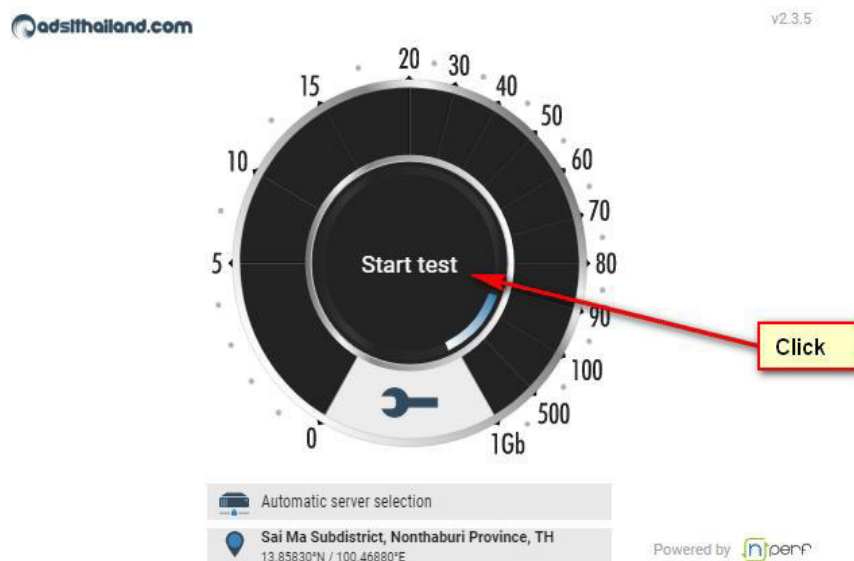 adslthailand.com
v2.3.5
0
5
10
15
20
30
40
50
60
70
80
90
100
500
1Gb
Start test
Click
Automatic server selection
Sai Ma Subdistrict, Nonthaburi Province, TH
13.85830°N / 100.46880°E
Powered by nperf